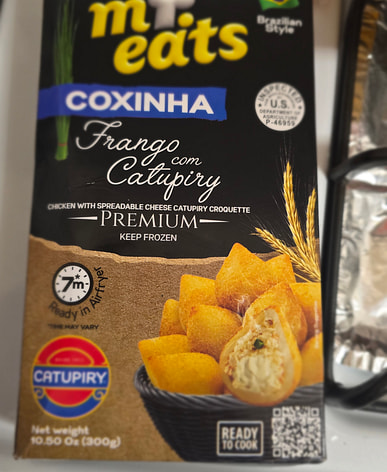 my eats
Brazilian
Style
COXINHA
INSPECTED
U.S.
DEPARTMENT OF
AGRICULTURE
P-46959
Frango
com
Catupiry
CHICKEN WITH SPREADABLE CHEESE CATUPIRY CROQUETTE
PREMIUM
KEEP FROZEN
7m
Ready in Airfryer
TIME MAY VARY
CATUPIRY
Net weight
10.50 Oz (300g)
READY
TO COOK